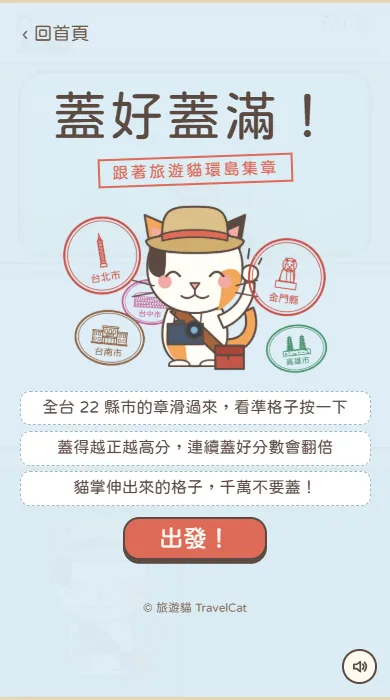 ‹ 回首頁
蓋好蓋滿！
跟著旅遊貓環島集章
台北市
金門縣
台中市
台南市
高雄市
全台 22 縣市的章滑過來，看準格子按一下
蓋得越正越高分，連續蓋好分數會翻倍
貓掌伸出來的格子，千萬不要蓋！
出發！
© 旅遊貓 TravelCat